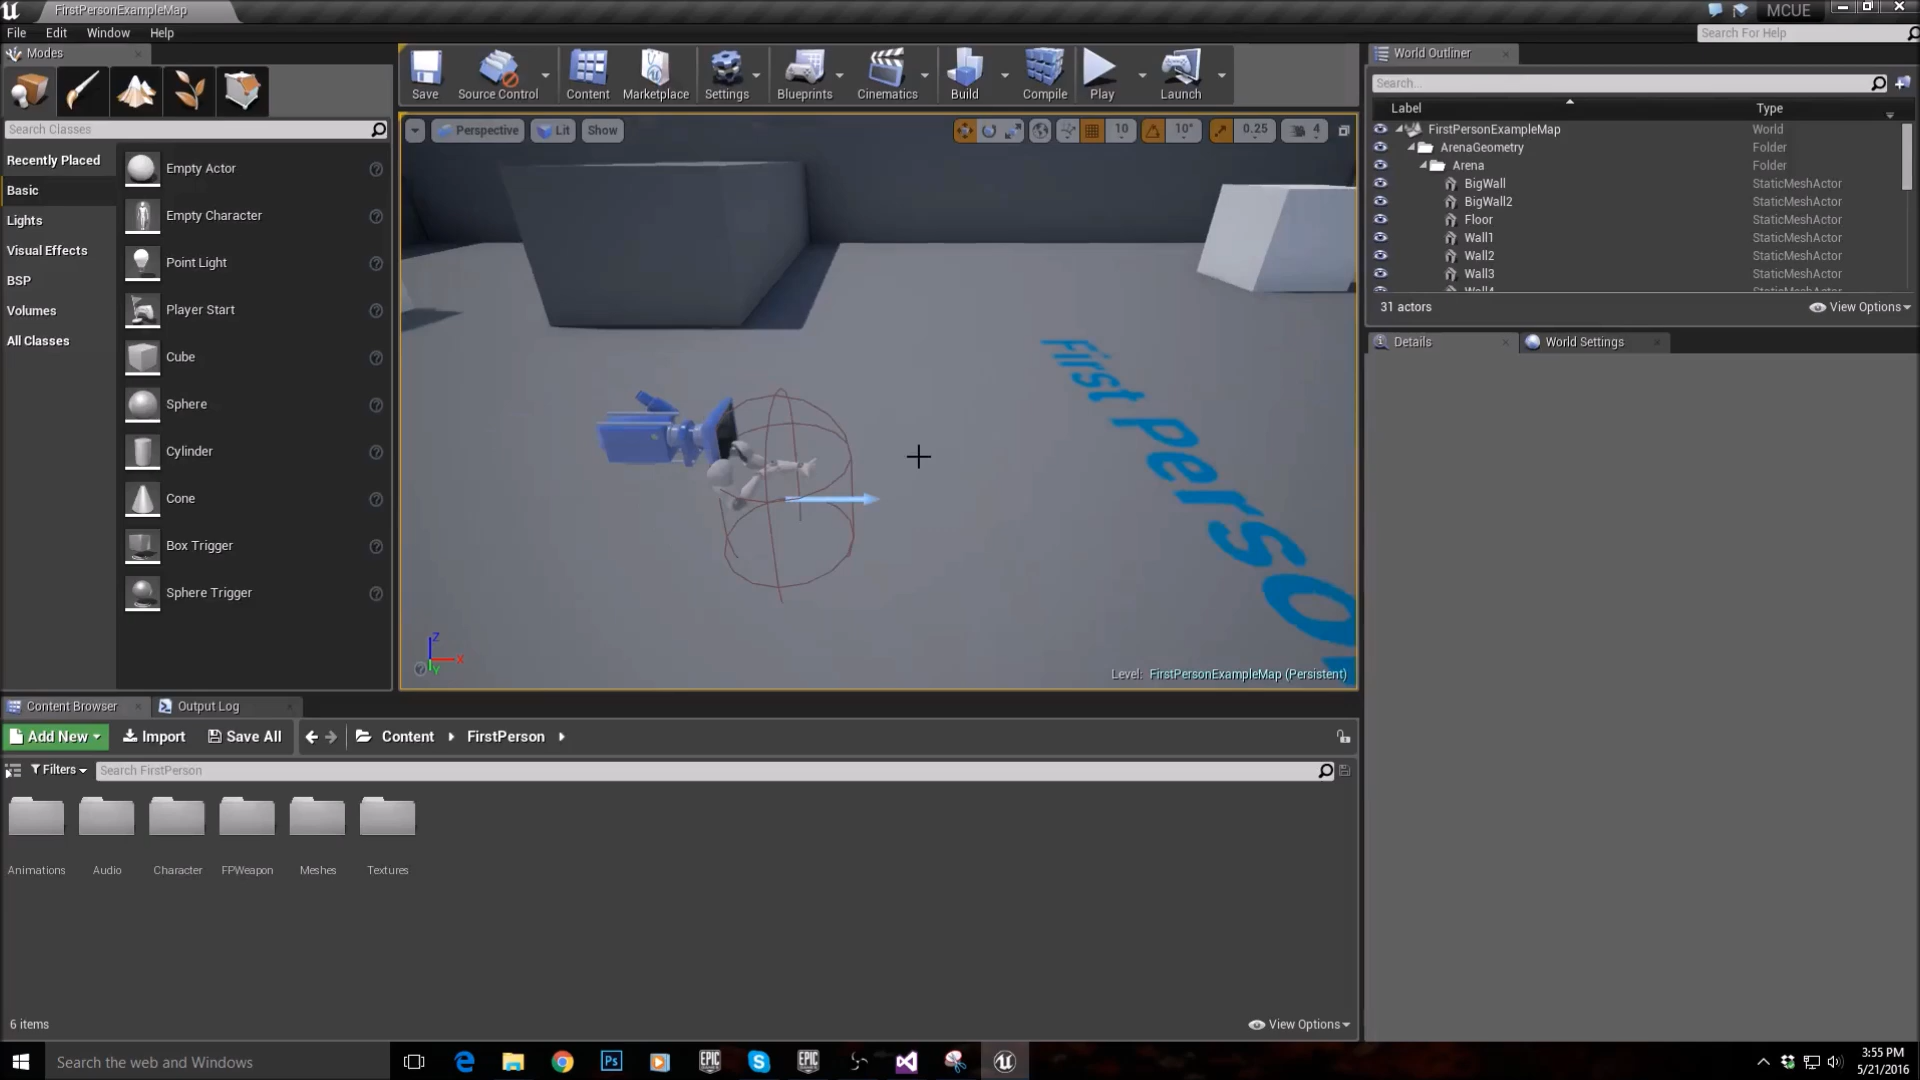 FirstPersonExampleMap
MCUE
File Edit Window Help
Search For Help
Modes
Save
Source Control
Content
Marketplace
Settings
Blueprints
Cinematics
Build
Compile
Play
Launch
World Outliner
Search...
Label Type
Search Classes
Recently Placed
Basic
Lights
Visual Effects
BSP
Volumes
All Classes
Empty Actor
Empty Character
Point Light
Player Start
Cube
Sphere
Cylinder
Cone
Box Trigger
Sphere Trigger
Perspective
Lit
Show
10
10°
0.25
4
First Perso
Z
X
Y
Level: FirstPersonExampleMap (Persistent)
FirstPersonExampleMap World
ArenaGeometry Folder
Arena Folder
BigWall StaticMeshActor
BigWall2 StaticMeshActor
Floor StaticMeshActor
Wall1 StaticMeshActor
Wall2 StaticMeshActor
Wall3 StaticMeshActor
Wall4 StaticMeshActor
31 actors
View Options
Details
World Settings
Content Browser
Output Log
Add New
Import
Save All
Content
FirstPerson
Filters
Search FirstPerson
Animations
Audio
Character
FPWeapon
Meshes
Textures
6 items
View Options
Search the web and Windows
Ps
EPIC
EPIC
3:55 PM
5/21/2016